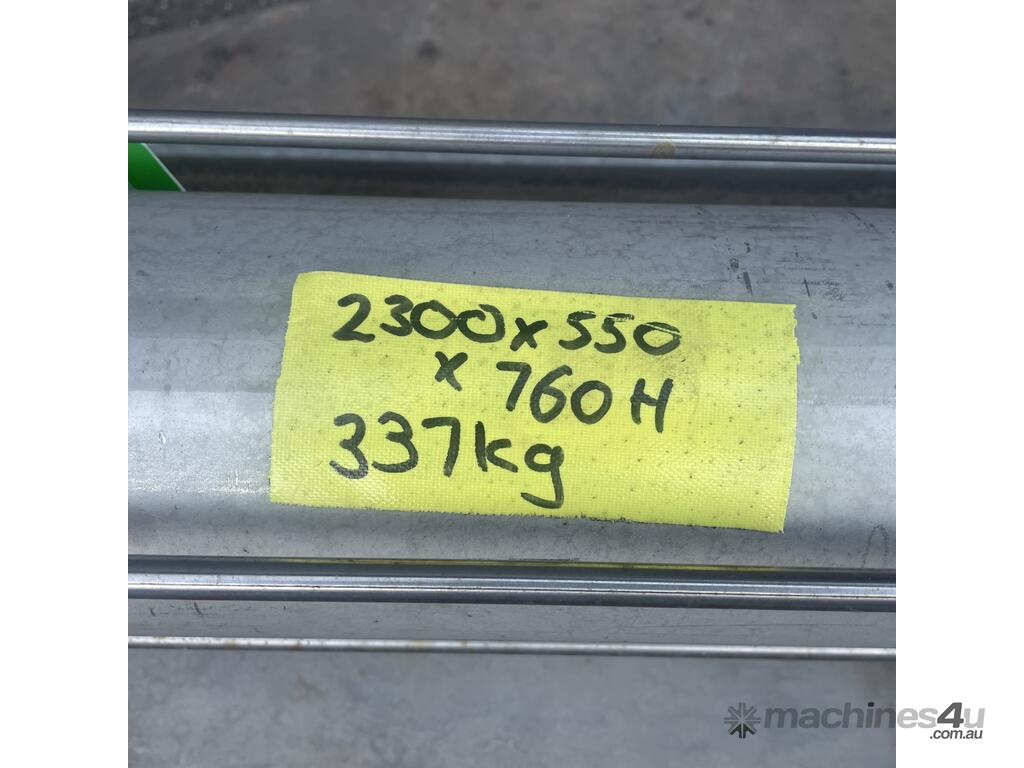 2300x550
x 760H
337kg
machines4u
.com.au